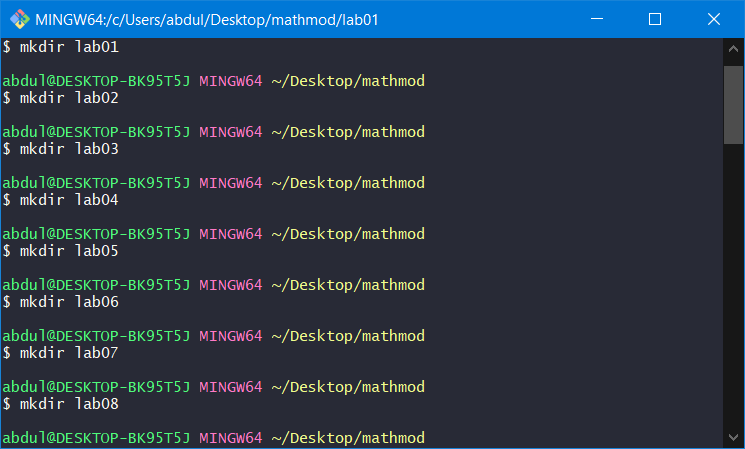 MINGW64:/c/Users/abdul/Desktop/mathmod/lab01
$ mkdir lab01
abdul@DESKTOP-BK95T5J MINGW64 ~/Desktop/mathmod
$ mkdir lab02
abdul@DESKTOP-BK95T5J MINGW64 ~/Desktop/mathmod
$ mkdir lab03
abdul@DESKTOP-BK95T5J MINGW64 ~/Desktop/mathmod
$ mkdir lab04
abdul@DESKTOP-BK95T5J MINGW64 ~/Desktop/mathmod
$ mkdir lab05
abdul@DESKTOP-BK95T5J MINGW64 ~/Desktop/mathmod
$ mkdir lab06
abdul@DESKTOP-BK95T5J MINGW64 ~/Desktop/mathmod
$ mkdir lab07
abdul@DESKTOP-BK95T5J MINGW64 ~/Desktop/mathmod
$ mkdir lab08
abdul@DESKTOP-BK95T5J MINGW64 ~/Desktop/mathmod